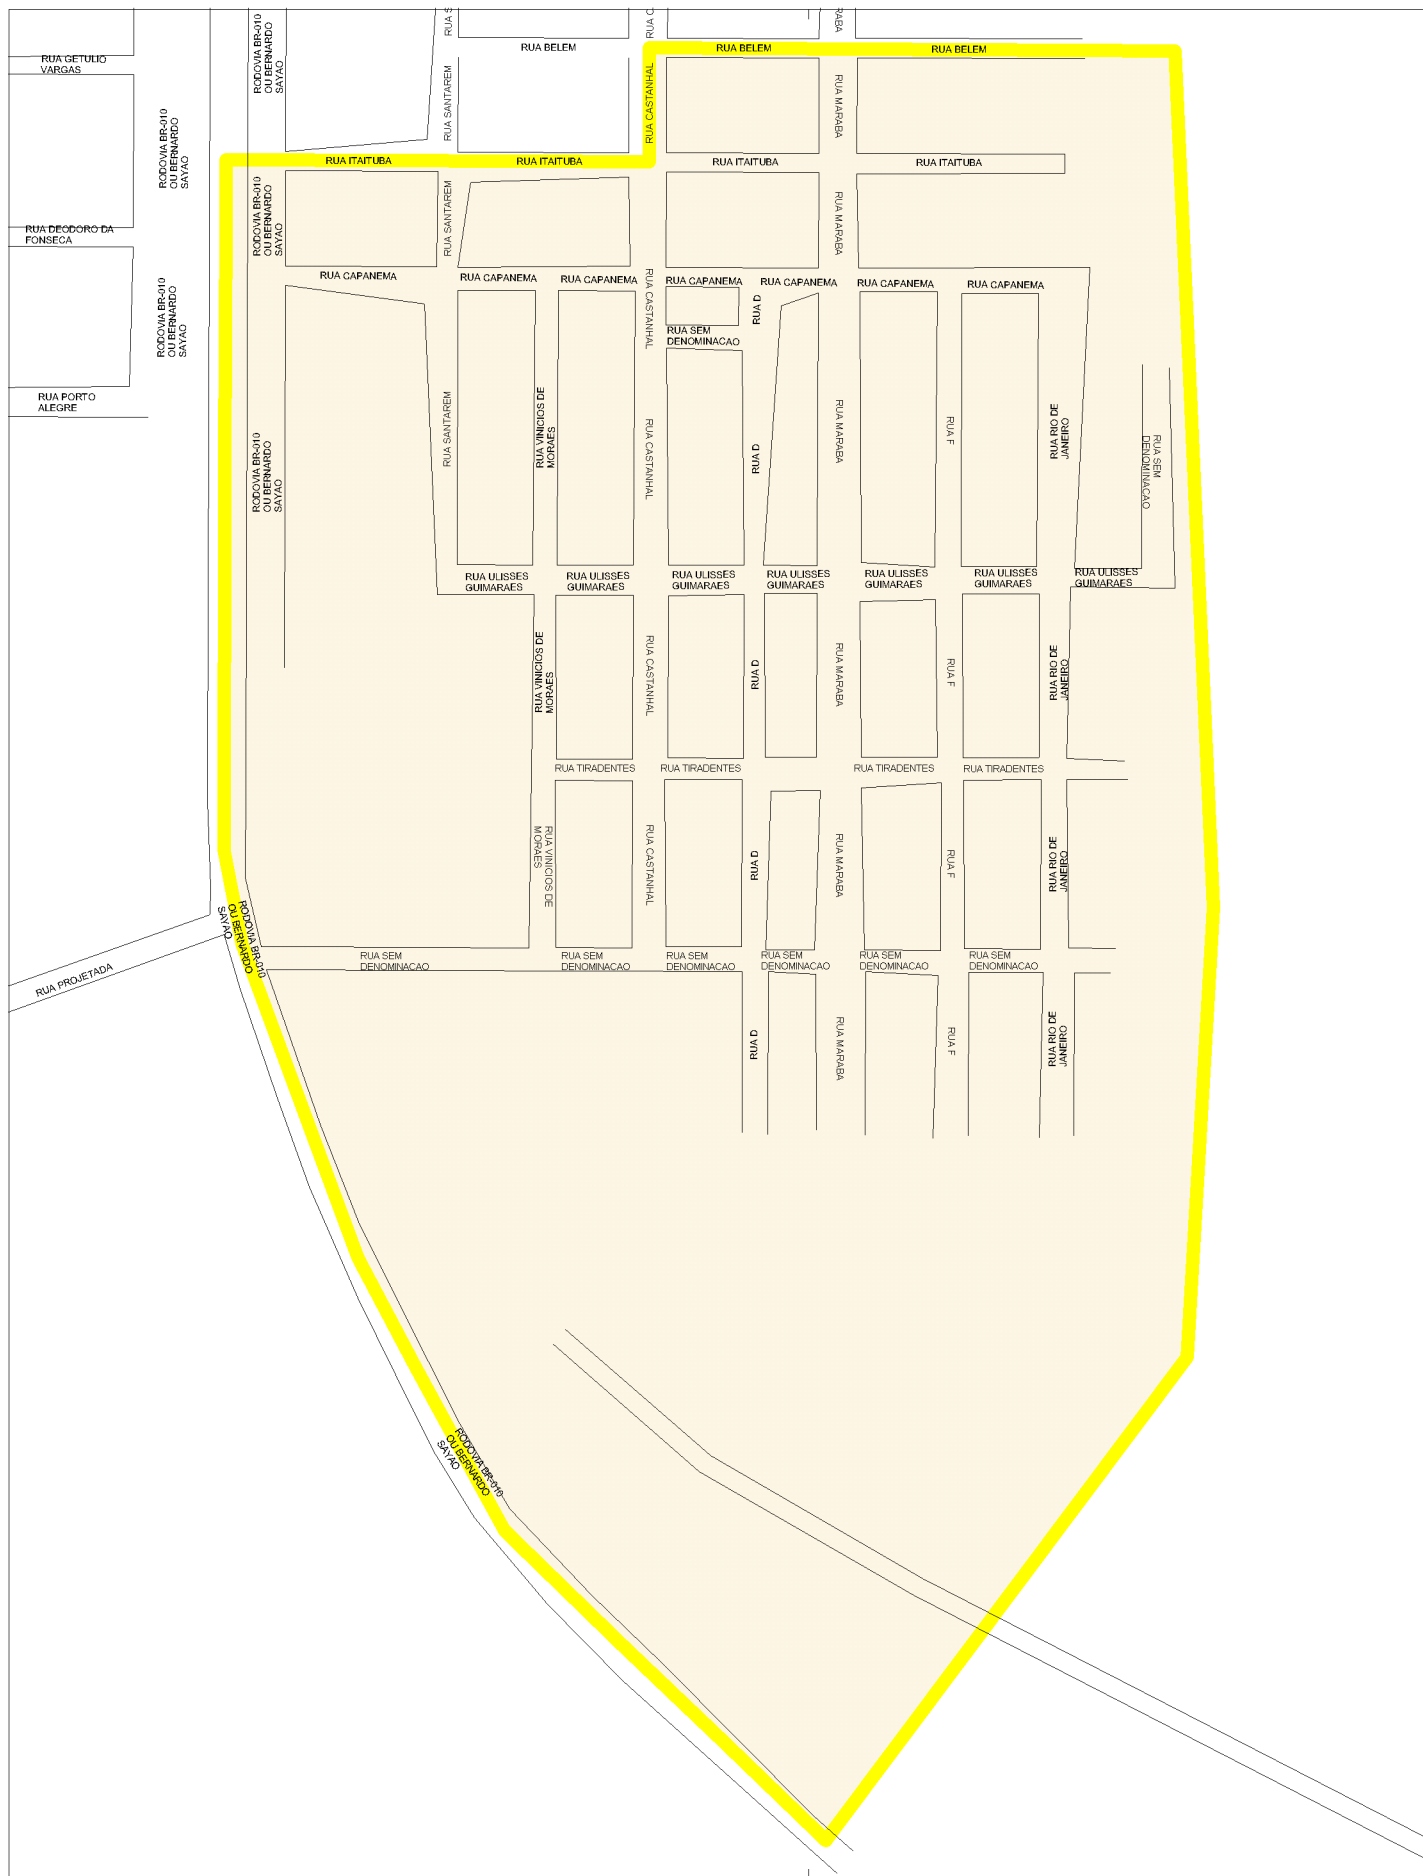 RUA S
RUA C
RABA
RODOVIA BR-010
OU BERNARDO
SAYAO
RUA BELEM
RUA BELEM
RUA BELEM
RUA GETULIO
VARGAS
RUA SANTAREM
RUA CASTANHAL
RUA MARABA
RODOVIA BR-010
OU BERNARDO
SAYAO
RUA ITAITUBA
RUA ITAITUBA
RUA ITAITUBA
RUA ITAITUBA
RODOVIA BR-010
OU BERNARDO
SAYAO
RUA SANTAREM
RUA MARABA
RUA DEODORO DA
FONSECA
RUA CAPANEMA
RUA CAPANEMA
RUA CAPANEMA
RUA CAPANEMA
RUA CAPANEMA
RUA CAPANEMA
RUA CAPANEMA
RODOVIA BR-010
OU BERNARDO
SAYAO
RUA CASTANHAL
RUA D
RUA SEM
DENOMINACAO
RUA PORTO
ALEGRE
RODOVIA BR-010
OU BERNARDO
SAYAO
RUA SANTAREM
RUA VINICIOS DE
MORAES
RUA CASTANHAL
RUA D
RUA MARABA
RUA F
RUA RIO DE
JANEIRO
RUA SEM
DENOMINACAO
RUA ULISSES
GUIMARAES
RUA ULISSES
GUIMARAES
RUA ULISSES
GUIMARAES
RUA ULISSES
GUIMARAES
RUA ULISSES
GUIMARAES
RUA ULISSES
GUIMARAES
RUA ULISSES
GUIMARAES
RUA VINICIOS DE
MORAES
RUA CASTANHAL
RUA D
RUA MARABA
RUA F
RUA RIO DE
JANEIRO
RUA TIRADENTES
RUA TIRADENTES
RUA TIRADENTES
RUA TIRADENTES
RUA VINICIOS DE
MORAES
RUA CASTANHAL
RUA D
RUA MARABA
RUA F
RUA RIO DE
JANEIRO
RODOVIA BR-010
OU BERNARDO
SAYAO
RUA SEM
DENOMINACAO
RUA SEM
DENOMINACAO
RUA SEM
DENOMINACAO
RUA SEM
DENOMINACAO
RUA SEM
DENOMINACAO
RUA SEM
DENOMINACAO
RUA PROJETADA
RUA D
RUA MARABA
RUA F
RUA RIO DE
JANEIRO
RODOVIA BR-010
OU BERNARDO
SAYAO